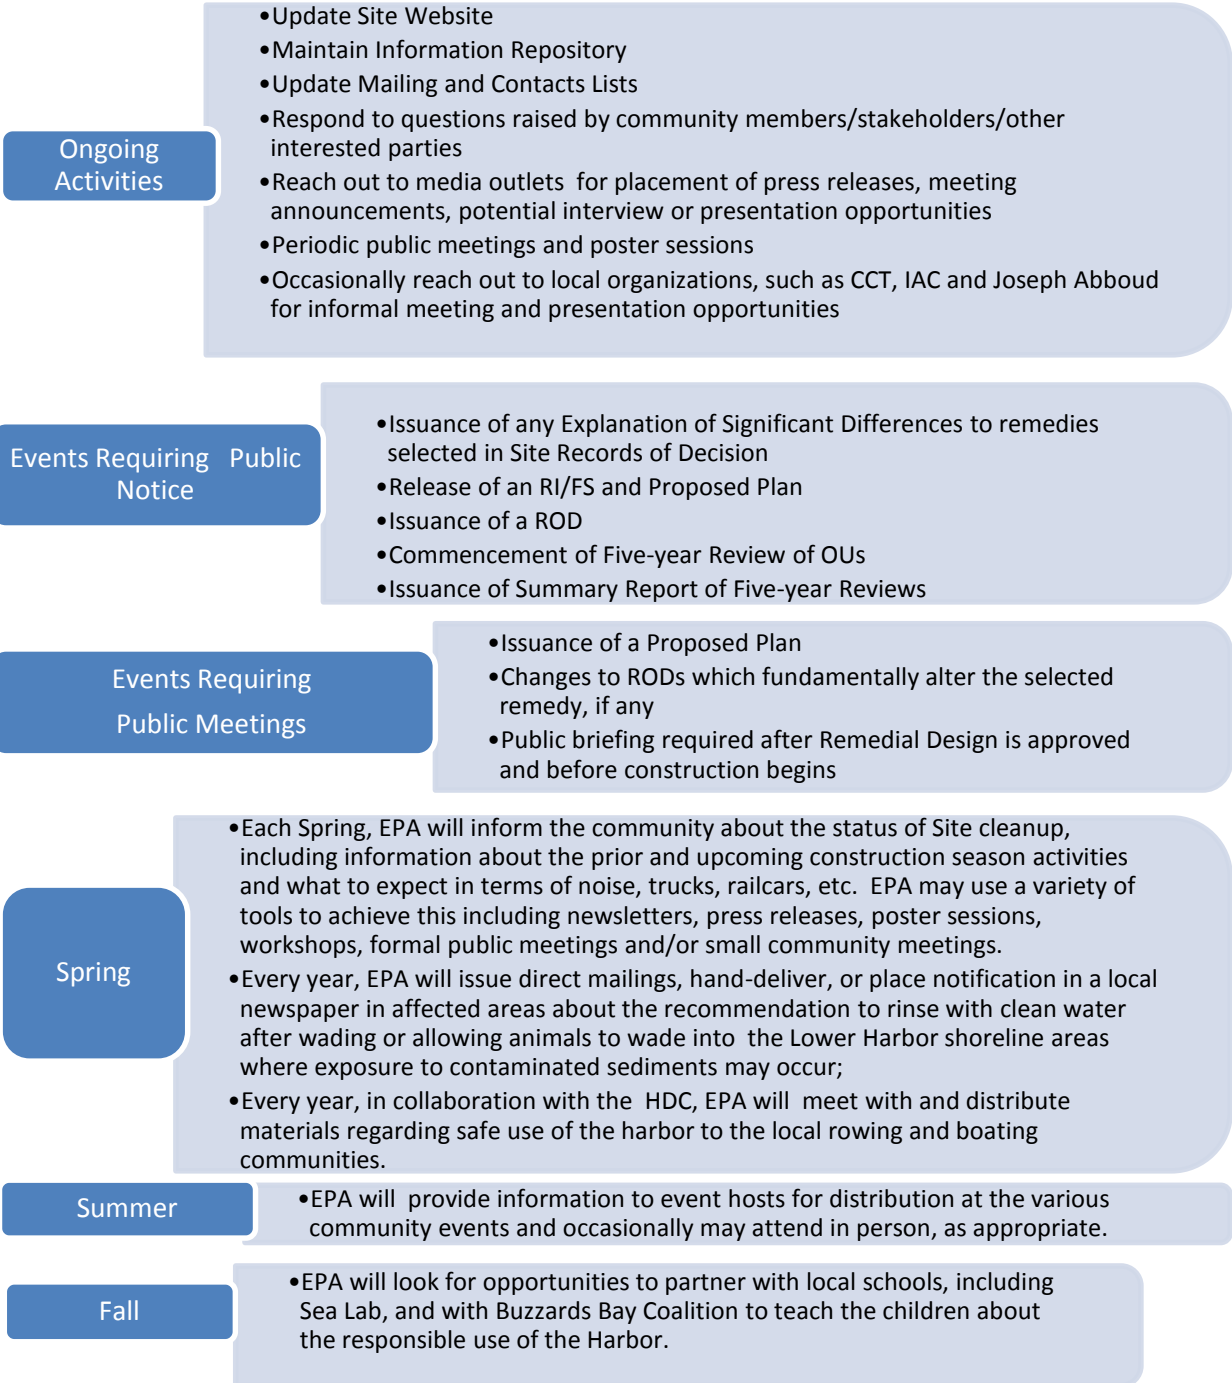 Ongoing
Activities
•Update Site Website
•Maintain Information Repository
•Update Mailing and Contacts Lists
•Respond to questions raised by community members/stakeholders/other
interested parties
•Reach out to media outlets for placement of press releases, meeting
announcements, potential interview or presentation opportunities
•Periodic public meetings and poster sessions
•Occasionally reach out to local organizations, such as CCT, IAC and Joseph Abboud
for informal meeting and presentation opportunities
Events Requiring Public
Notice
•Issuance of any Explanation of Significant Differences to remedies
selected in Site Records of Decision
•Release of an RI/FS and Proposed Plan
•Issuance of a ROD
•Commencement of Five-year Review of OUs
•Issuance of Summary Report of Five-year Reviews
Events Requiring
Public Meetings
•Issuance of a Proposed Plan
•Changes to RODs which fundamentally alter the selected
remedy, if any
•Public briefing required after Remedial Design is approved
and before construction begins
Spring
•Each Spring, EPA will inform the community about the status of Site cleanup,
including information about the prior and upcoming construction season activities
and what to expect in terms of noise, trucks, railcars, etc. EPA may use a variety of
tools to achieve this including newsletters, press releases, poster sessions,
workshops, formal public meetings and/or small community meetings.
•Every year, EPA will issue direct mailings, hand-deliver, or place notification in a local
newspaper in affected areas about the recommendation to rinse with clean water
after wading or allowing animals to wade into the Lower Harbor shoreline areas
where exposure to contaminated sediments may occur;
•Every year, in collaboration with the HDC, EPA will meet with and distribute
materials regarding safe use of the harbor to the local rowing and boating
communities.
Summer
•EPA will provide information to event hosts for distribution at the various
community events and occasionally may attend in person, as appropriate.
Fall
•EPA will look for opportunities to partner with local schools, including
Sea Lab, and with Buzzards Bay Coalition to teach the children about
the responsible use of the Harbor.